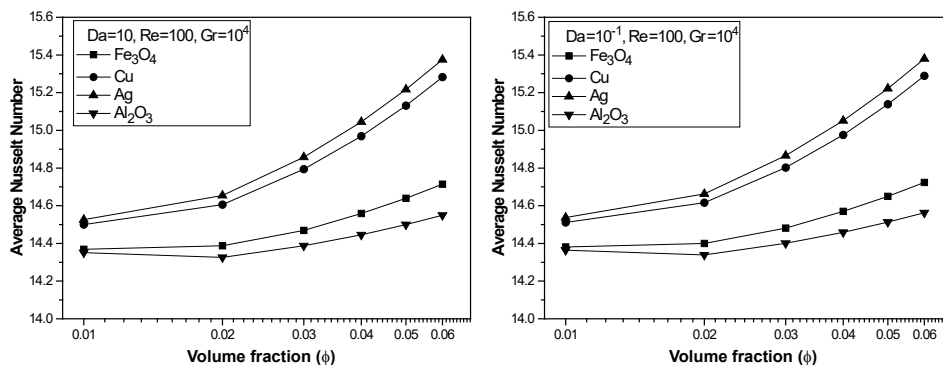 Da=10, Re=100, Gr=10⁴
Fe₃O₄
Cu
Ag
Al₂O₃
15.6
15.4
15.2
15.0
14.8
14.6
14.4
14.2
14.0
Average Nusselt Number
0.01 0.02 0.03 0.04 0.05 0.06
Volume fraction (ϕ)
Da=10⁻¹, Re=100, Gr=10⁴
Fe₃O₄
Cu
Ag
Al₂O₃
15.6
15.4
15.2
15.0
14.8
14.6
14.4
14.2
14.0
Average Nusselt Number
0.01 0.02 0.03 0.04 0.05 0.06
Volume fraction (ϕ)